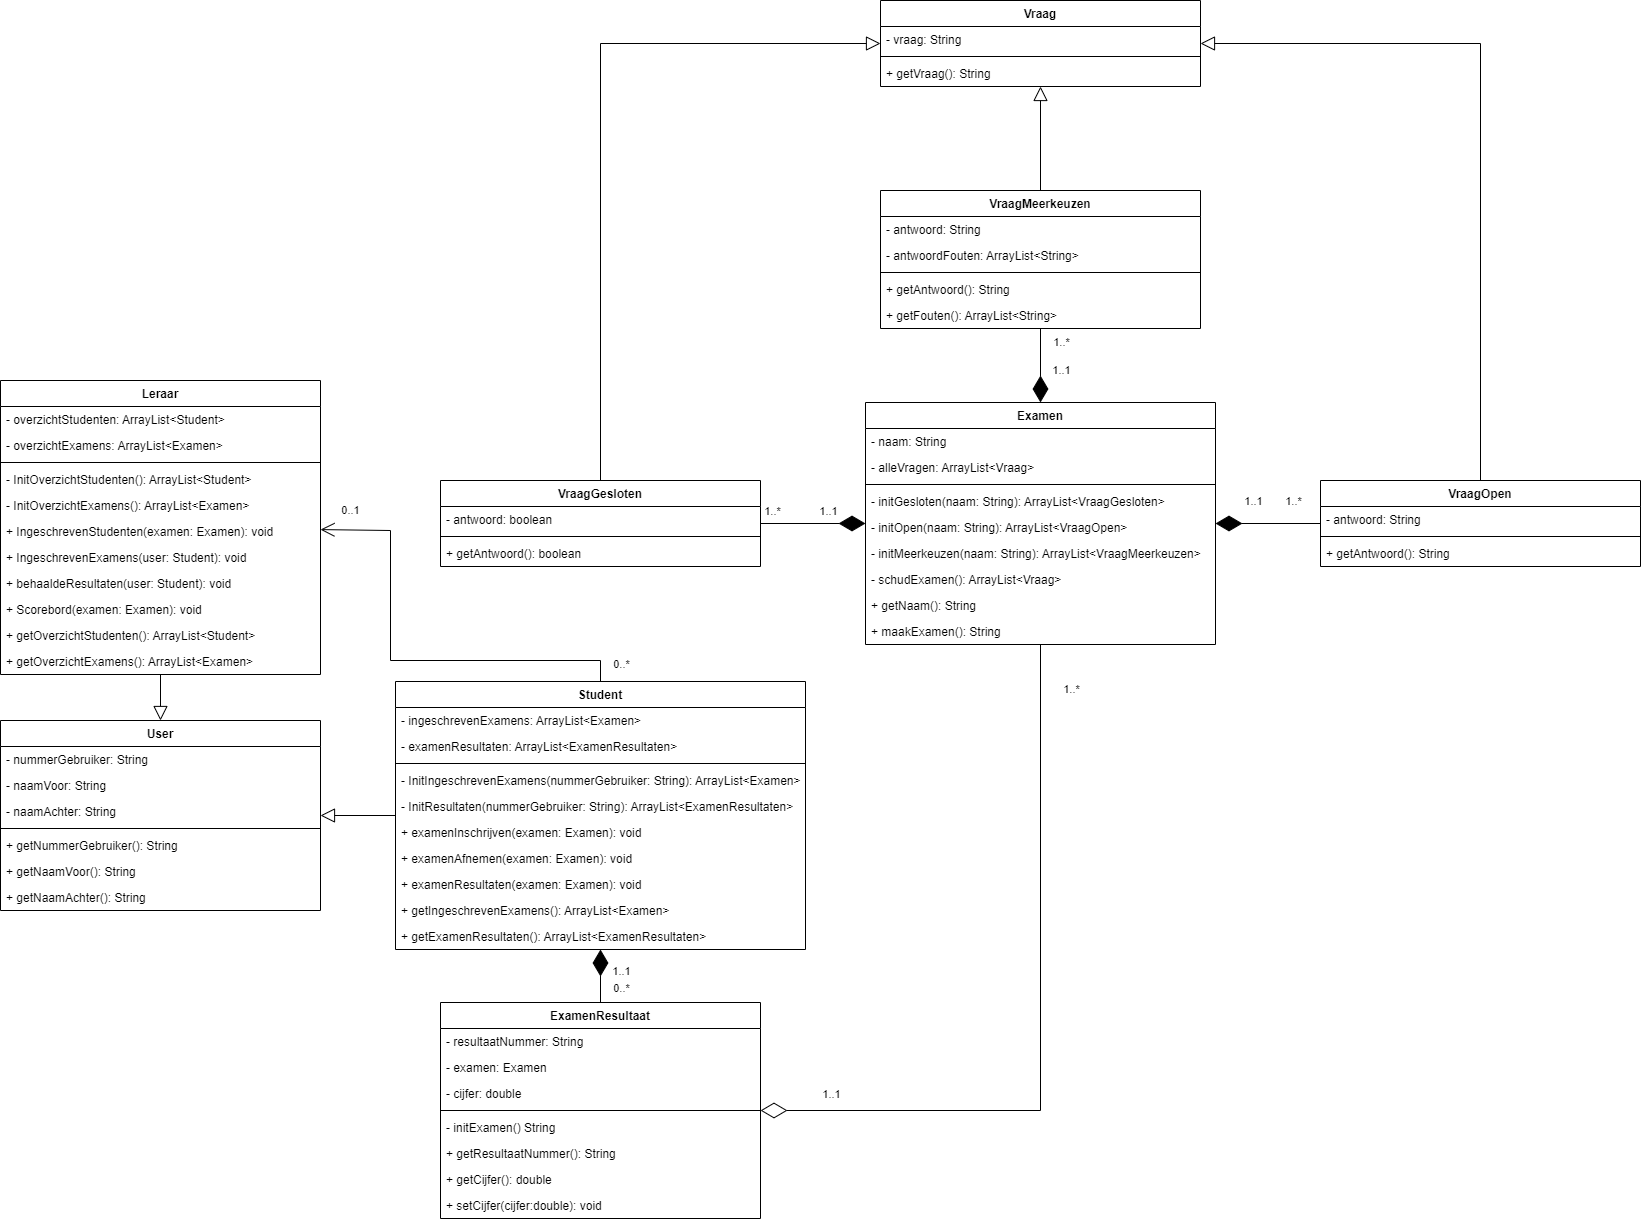 Vraag
- vraag: String
+ getVraag(): String
VraagMeerkeuzen
- antwoord: String
- antwoordFouten: ArrayList<String>
+ getAntwoord(): String
+ getFouten(): ArrayList<String>
1..*
1..1
Leraar
- overzichtStudenten: ArrayList<Student>
- overzichtExamens: ArrayList<Examen>
- InitOverzichtStudenten(): ArrayList<Student>
- InitOverzichtExamens(): ArrayList<Examen>
+ IngeschrevenStudenten(examen: Examen): void
+ IngeschrevenExamens(user: Student): void
+ behaaldeResultaten(user: Student): void
+ Scorebord(examen: Examen): void
+ getOverzichtStudenten(): ArrayList<Student>
+ getOverzichtExamens(): ArrayList<Examen>
0..1
VraagGesloten
- antwoord: boolean
+ getAntwoord(): boolean
1..*
1..1
Examen
- naam: String
- alleVragen: ArrayList<Vraag>
- initGesloten(naam: String): ArrayList<VraagGesloten>
- initOpen(naam: String): ArrayList<VraagOpen>
- initMeerkeuzen(naam: String): ArrayList<VraagMeerkeuzen>
- schudExamen(): ArrayList<Vraag>
+ getNaam(): String
+ maakExamen(): String
1..1
1..*
VraagOpen
- antwoord: String
+ getAntwoord(): String
0..*
1..*
User
- nummerGebruiker: String
- naamVoor: String
- naamAchter: String
+ getNummerGebruiker(): String
+ getNaamVoor(): String
+ getNaamAchter(): String
Student
- ingeschrevenExamens: ArrayList<Examen>
- examenResultaten: ArrayList<ExamenResultaten>
- InitIngeschrevenExamens(nummerGebruiker: String): ArrayList<Examen>
- InitResultaten(nummerGebruiker: String): ArrayList<ExamenResultaten>
+ examenInschrijven(examen: Examen): void
+ examenAfnemen(examen: Examen): void
+ examenResultaten(examen: Examen): void
+ getIngeschrevenExamens(): ArrayList<Examen>
+ getExamenResultaten(): ArrayList<ExamenResultaten>
1..1
0..*
ExamenResultaat
- resultaatNummer: String
- examen: Examen
- cijfer: double
- initExamen() String
+ getResultaatNummer(): String
+ getCijfer(): double
+ setCijfer(cijfer:double): void
1..1